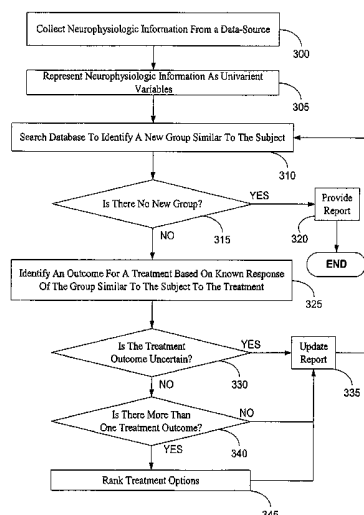 Collect Neurophysiologic Information From a Data-Source
300
Represent Neurophysiologic Information As Univarient
Variables
305
Search Database To Identify A New Group Similar To The Subject
310
Is There No New Group?
YES
315
NO
Provide
Report
320
END
Identify An Outcome For A Treatment Based On Known Response
Of The Group Similar To The Subject To The Treatment
325
Is The Treatment
Outcome Uncertain?
YES
330
NO
Update
Report
335
Is There More Than
One Treatment Outcome?
NO
340
YES
Rank Treatment Options
345